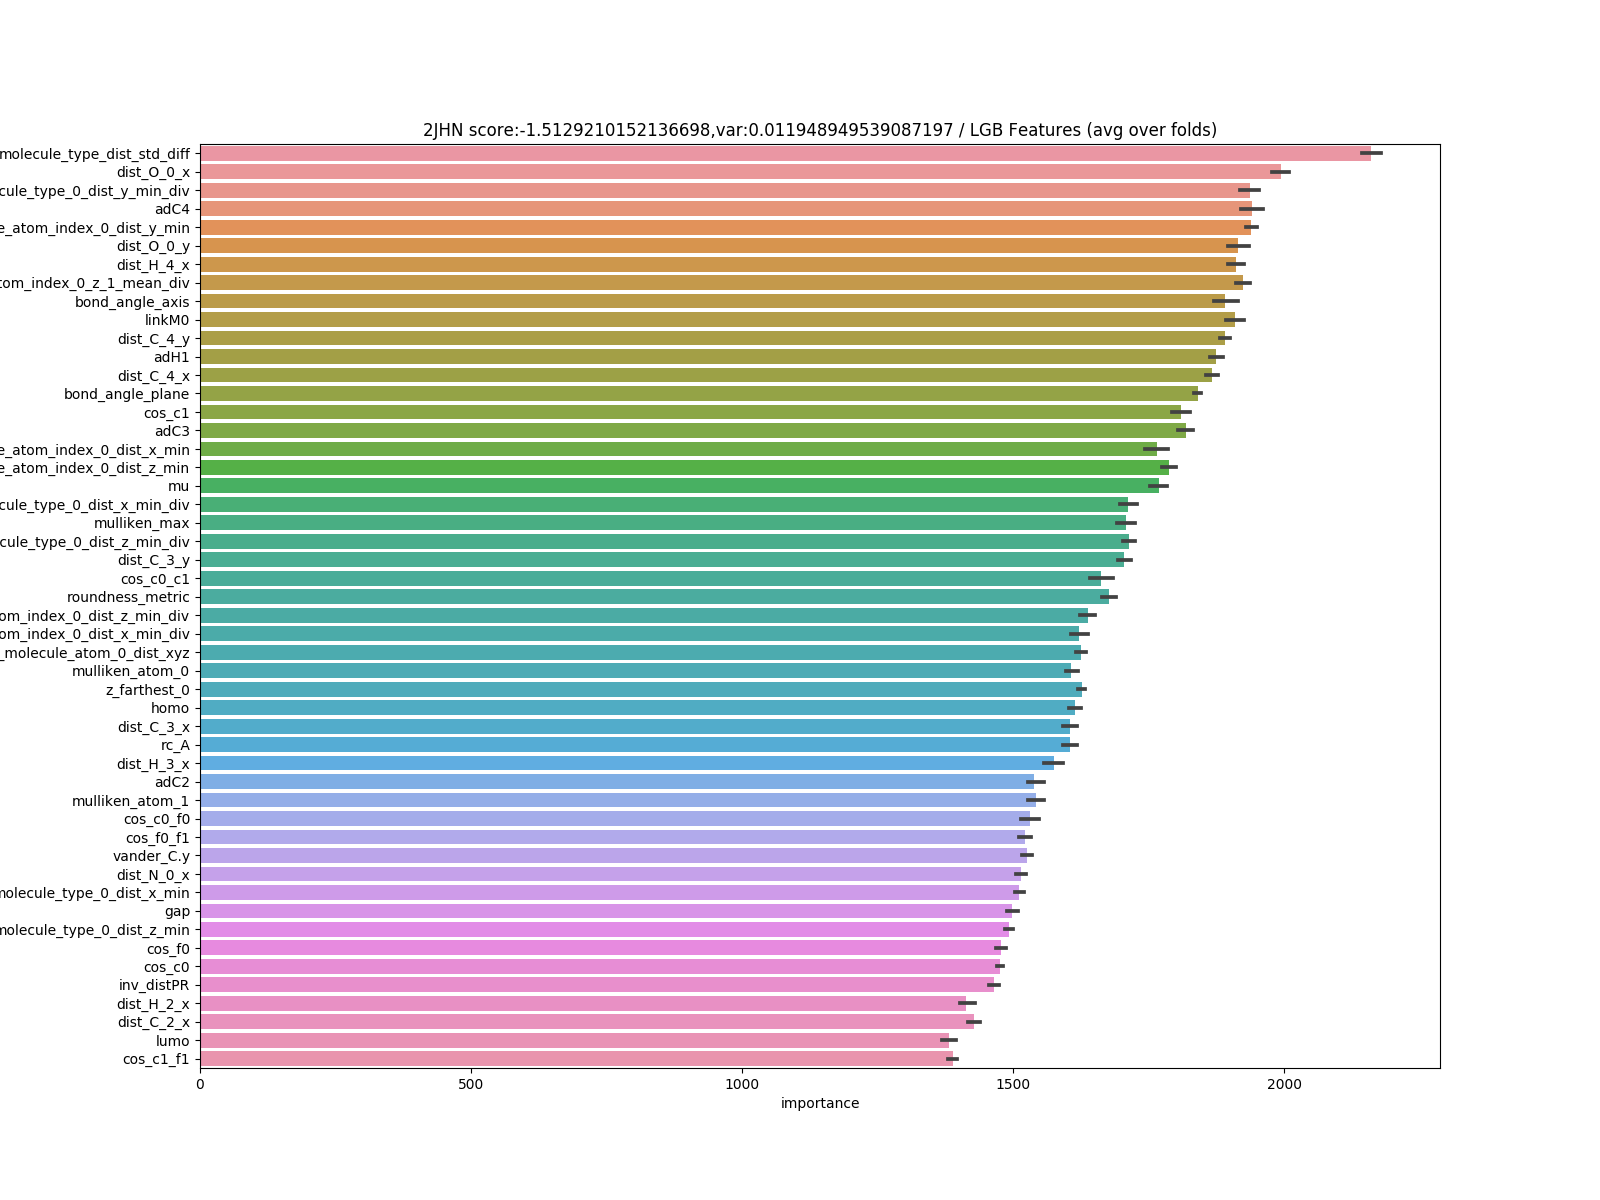 2JHN score:-1.5129210152136698,var:0.011948949539087197 / LGB Features (avg over folds)
molecule_type_dist_std_diff
dist_O_0_x
cule_type_0_dist_y_min_div
adC4
e_atom_index_0_dist_y_min
dist_O_0_y
dist_H_4_x
tom_index_0_z_1_mean_div
bond_angle_axis
linkM0
dist_C_4_y
adH1
dist_C_4_x
bond_angle_plane
cos_c1
adC3
e_atom_index_0_dist_x_min
e_atom_index_0_dist_z_min
mu
cule_type_0_dist_x_min_div
mulliken_max
cule_type_0_dist_z_min_div
dist_C_3_y
cos_c0_c1
roundness_metric
om_index_0_dist_z_min_div
om_index_0_dist_x_min_div
_molecule_atom_0_dist_xyz
mulliken_atom_0
z_farthest_0
homo
dist_C_3_x
rc_A
dist_H_3_x
adC2
mulliken_atom_1
cos_c0_f0
cos_f0_f1
vander_C.y
dist_N_0_x
molecule_type_0_dist_x_min
gap
molecule_type_0_dist_z_min
cos_f0
cos_c0
inv_distPR
dist_H_2_x
dist_C_2_x
lumo
cos_c1_f1
0 500 1000 1500 2000
importance